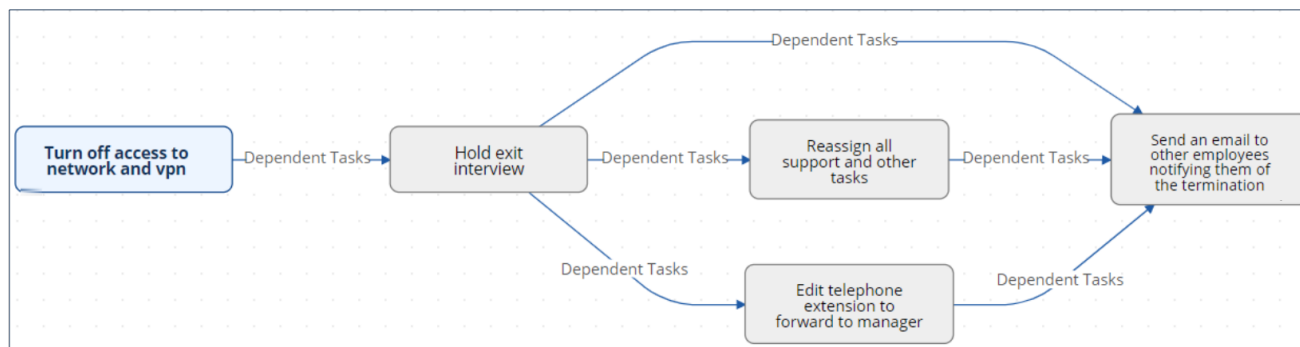 Dependent Tasks
Turn off access to
network and vpn
Dependent Tasks
Hold exit
interview
Dependent Tasks
Reassign all
support and other
tasks
Dependent Tasks
Send an email to
other employees
notifying them of
the termination
Dependent Tasks
Edit telephone
extension to
forward to manager
Dependent Tasks